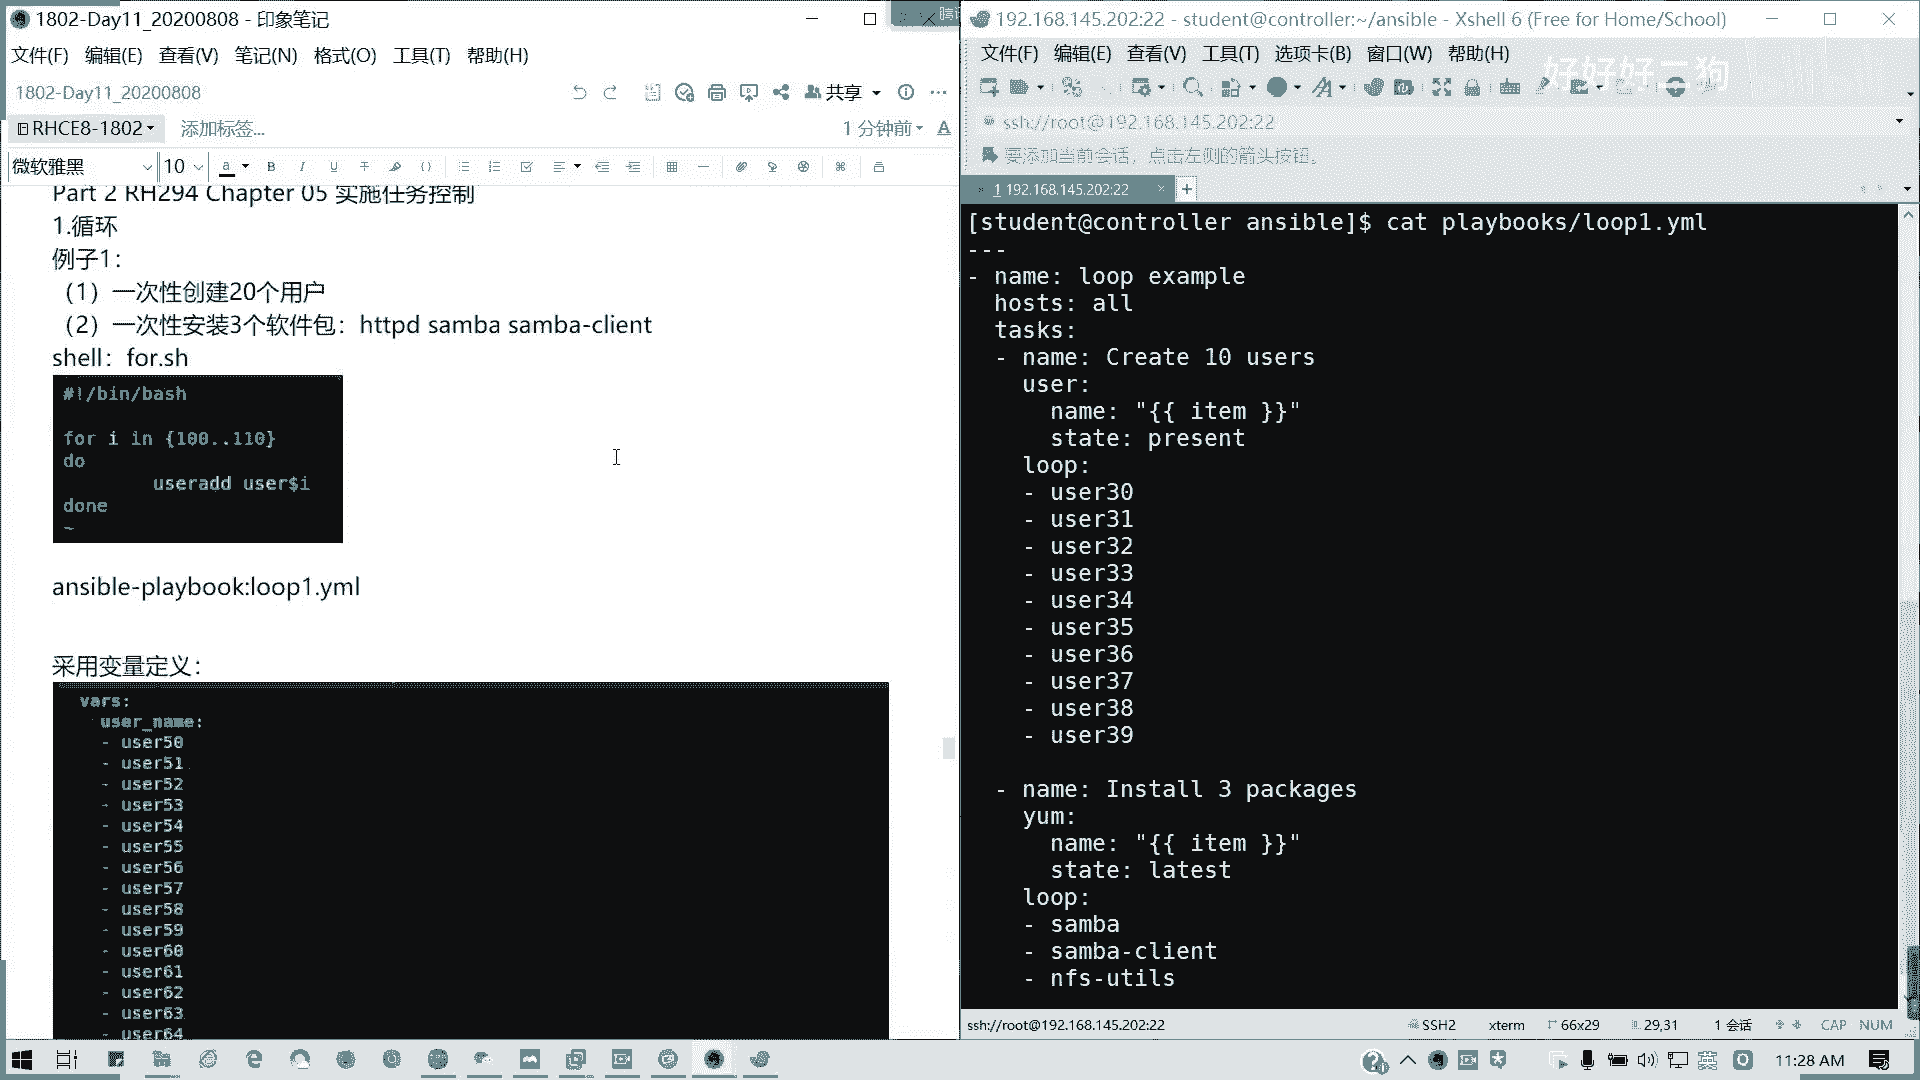 1802-Day11_20200808 - 印象笔记
文件(F) 编辑(E) 查看(V) 笔记(N) 格式(O) 工具(T) 帮助(H)
1802-Day11_20200808
共享
RHCE8-1802
添加标签...
1 分钟前
微软雅黑 10
Part 2 RH294 Chapter 05 实施任务控制
1.循环
例子1：
（1）一次性创建20个用户
（2）一次性安装3个软件包：httpd samba samba-client
shell：for.sh
#!/bin/bash
for i in {100..110}
do
useradd user$i
done
~
ansible-playbook:loop1.yml
采用变量定义：
vars:
user_name:
- user50
- user51
- user52
- user53
- user54
- user55
- user56
- user57
- user58
- user59
- user60
- user61
- user62
- user63
- user64
192.168.145.202:22 - student@controller:~/ansible - Xshell 6 (Free for Home/School)
文件(F) 编辑(E) 查看(V) 工具(T) 选项卡(B) 窗口(W) 帮助(H)
好好好二狗
ssh://root@192.168.145.202:22
要添加当前会话，点击左侧的箭头按钮。
1 192.168.145.202:22
[student@controller ansible]$ cat playbooks/loop1.yml
---
- name: loop example
hosts: all
tasks:
- name: Create 10 users
user:
name: "{{ item }}"
state: present
loop:
- user30
- user31
- user32
- user33
- user34
- user35
- user36
- user37
- user38
- user39
- name: Install 3 packages
yum:
name: "{{ item }}"
state: latest
loop:
- samba
- samba-client
- nfs-utils
ssh://root@192.168.145.202:22 SSH2 xterm 66x29 29,31 1 会话 CAP NUM
英 11:28 AM